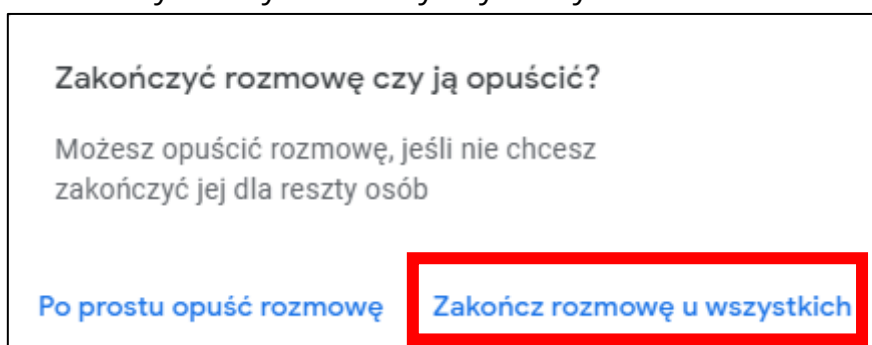 Zakończyć rozmowę czy ją opuścić?
Możesz opuścić rozmowę, jeśli nie chcesz
zakończyć jej dla reszty osób
Po prostu opuść rozmowę Zakończ rozmowę u wszystkich